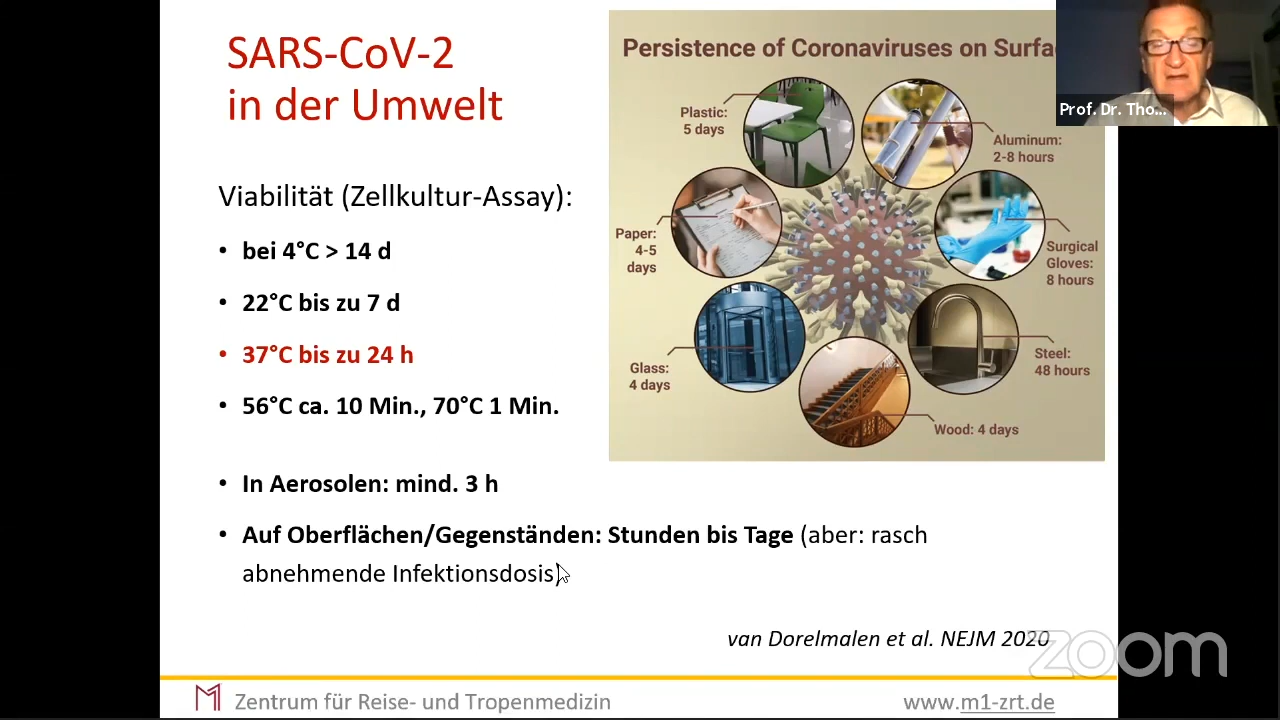 SARS-CoV-2
in der Umwelt
Viabilität (Zellkultur-Assay):
• bei 4°C > 14 d
• 22°C bis zu 7 d
• 37°C bis zu 24 h
• 56°C ca. 10 Min., 70°C 1 Min.
• In Aerosolen: mind. 3 h
• Auf Oberflächen/Gegenständen: Stunden bis Tage (aber: rasch
abnehmende Infektionsdosis)
Persistence of Coronaviruses on
Plastic:
5 days
Aluminum:
2-8 hours
Paper:
4-5
days
Surgical
Gloves:
8 hours
Glass:
4 days
Steel:
48 hours
Wood: 4 days
Prof. Dr. Tho...
van Dorelmalen et al. NEJM 2020
zoom
M Zentrum für Reise- und Tropenmedizin
www.m1-zrt.de